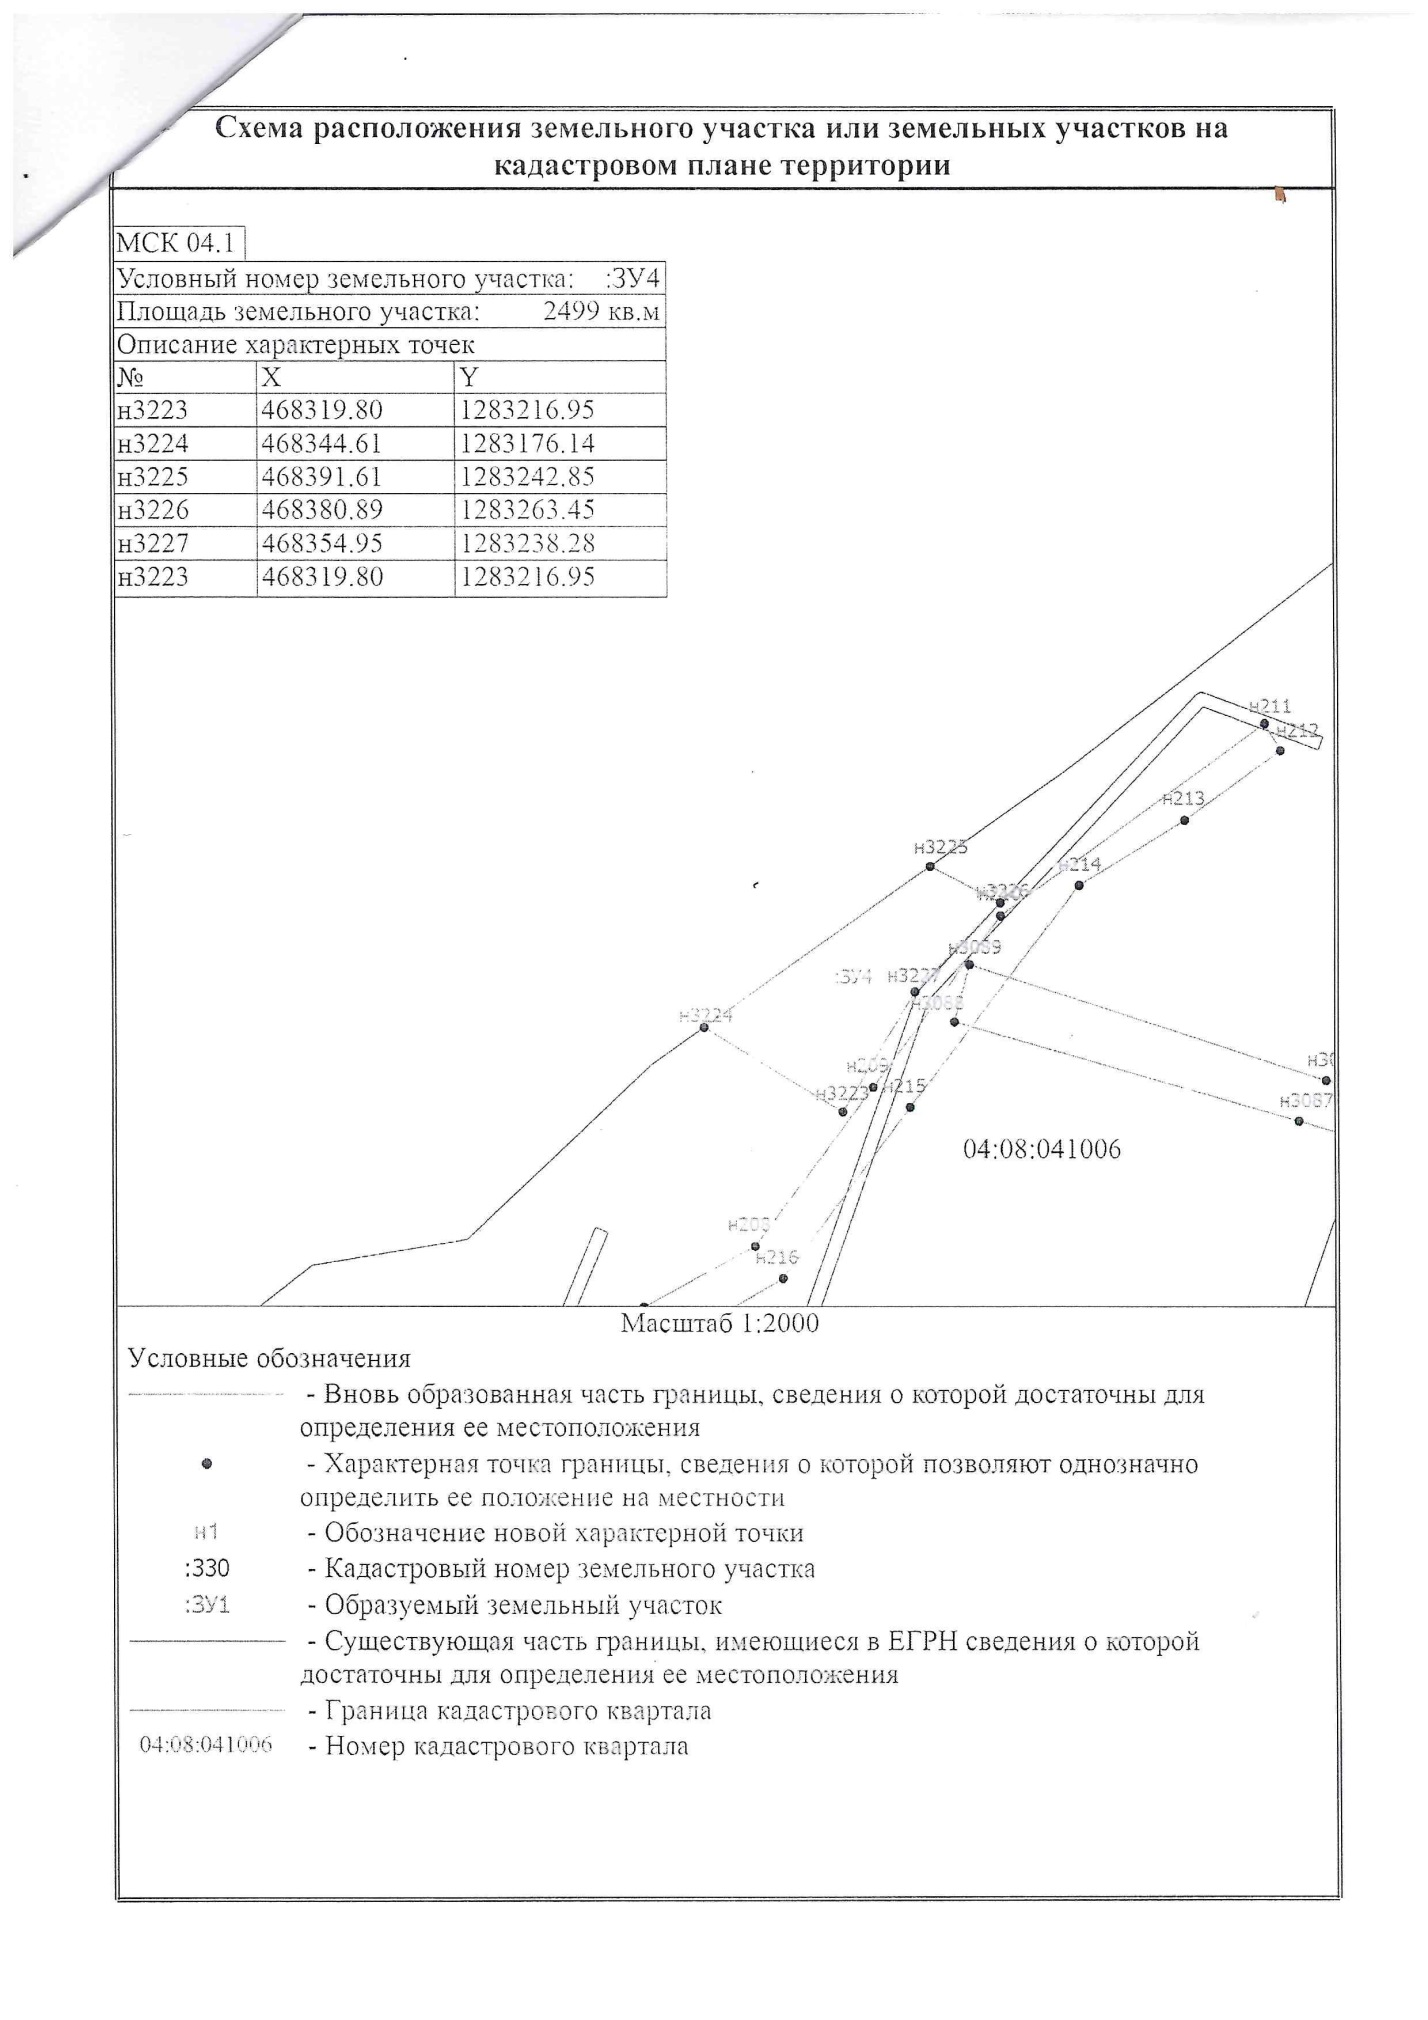 Схема расположения земельного участка или земельных участков на
кадастровом плане территории
МСК 04.1
Условный номер земельного участка: :ЗУ4
Площадь земельного участка: 2499 кв.м
Описание характерных точек
№ X Y
н3223 468319.80 1283216.95
н3224 468344.61 1283176.14
н3225 468391.61 1283242.85
н3226 468380.89 1283263.45
н3227 468354.95 1283238.28
н3223 468319.80 1283216.95
н211
н212
н213
н3225
н214
н3226
н3089
:ЗУ4 н3227
н3088
н3224
н209
н3223 н215
н3087
04:08:041006
н208
н216
Масштаб 1:2000
Условные обозначения
- Вновь образованная часть границы, сведения о которой достаточны для
определения ее местоположения
- Характерная точка границы, сведения о которой позволяют однозначно
определить ее положение на местности
н1 - Обозначение новой характерной точки
:330 - Кадастровый номер земельного участка
:ЗУ1 - Образуемый земельный участок
- Существующая часть границы, имеющиеся в ЕГРН сведения о которой
достаточны для определения ее местоположения
- Граница кадастрового квартала
04:08:041006 - Номер кадастрового квартала